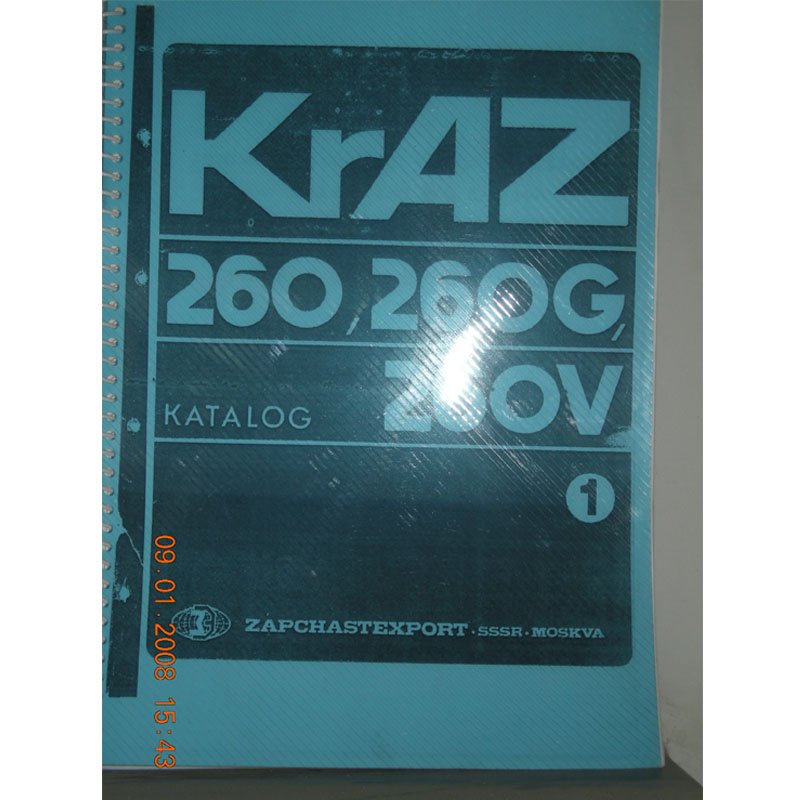 KrAZ
260, 260G,
KATALOG 260V
1
ZAPCHASTEXPORT · SSSR · MOSKVA
09.01.2008 15:43